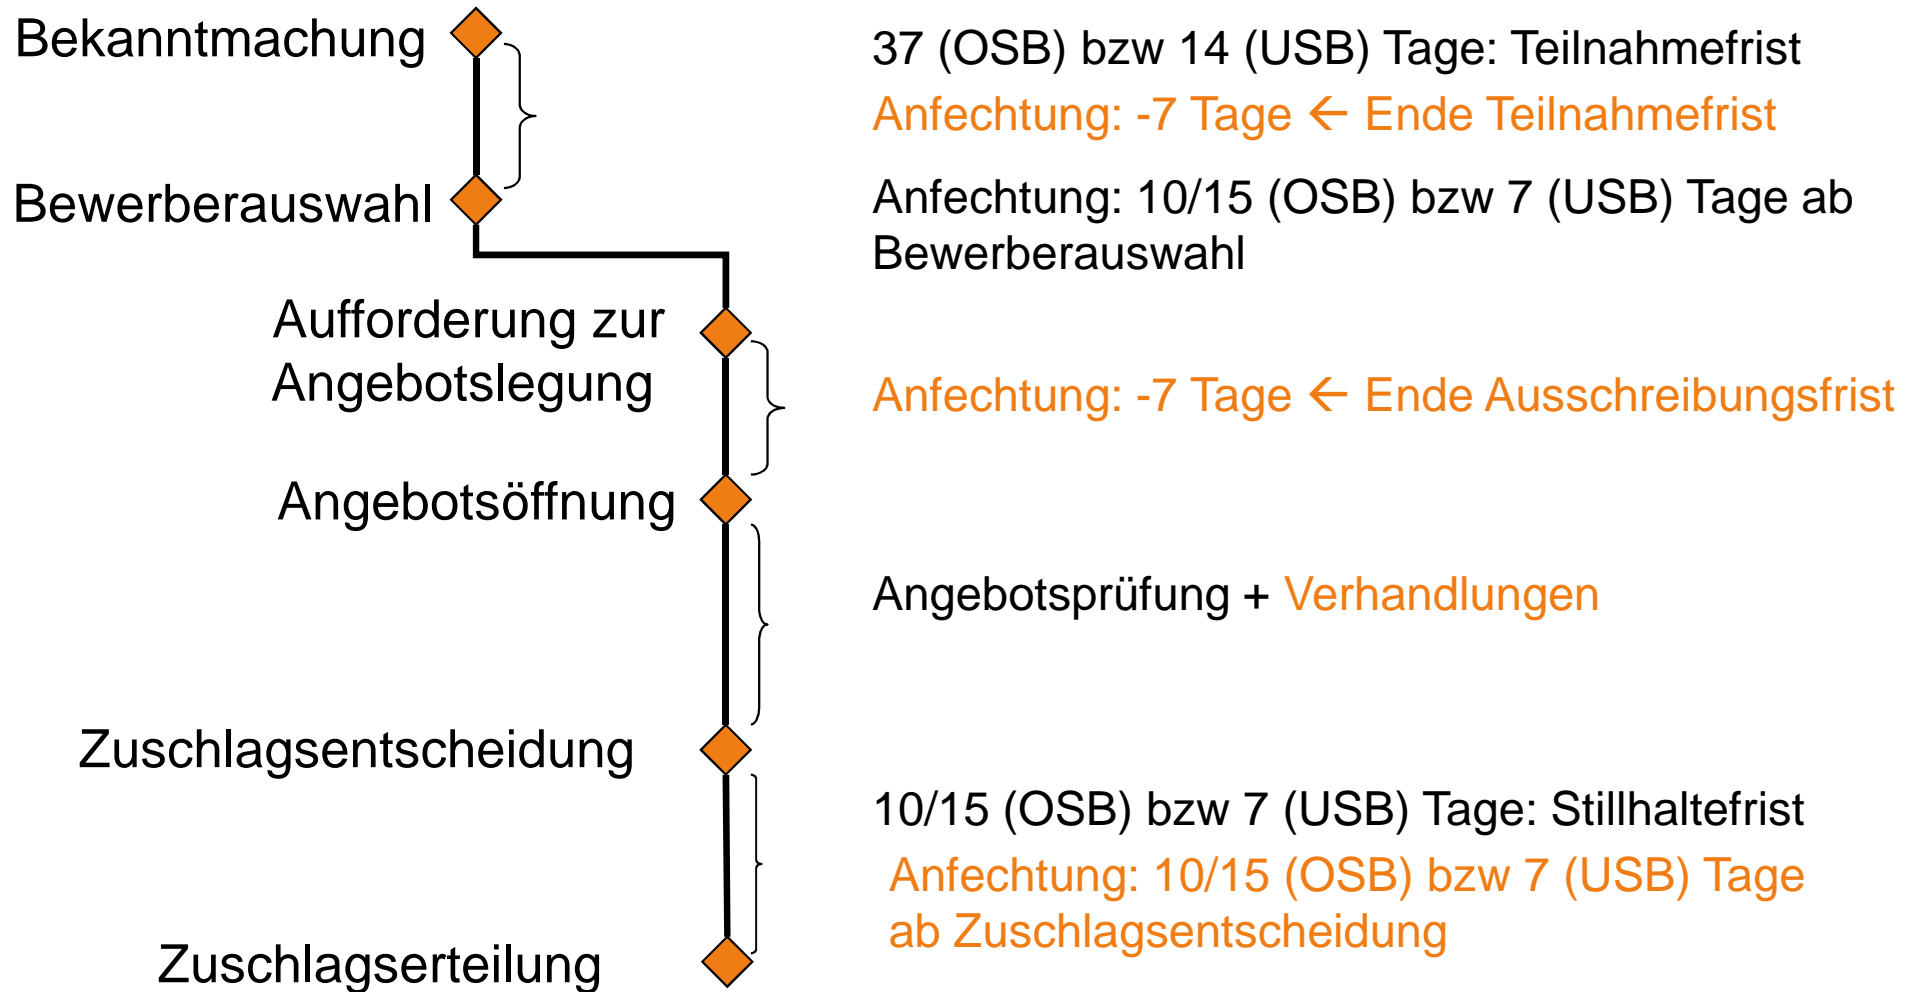 Bekanntmachung
37 (OSB) bzw 14 (USB) Tage: Teilnahmefrist
Anfechtung: -7 Tage ← Ende Teilnahmefrist
Bewerberauswahl
Anfechtung: 10/15 (OSB) bzw 7 (USB) Tage ab
Bewerberauswahl
Aufforderung zur
Angebotslegung
Anfechtung: -7 Tage ← Ende Ausschreibungsfrist
Angebotsöffnung
Angebotsprüfung + Verhandlungen
Zuschlagsentscheidung
10/15 (OSB) bzw 7 (USB) Tage: Stillhaltefrist
Anfechtung: 10/15 (OSB) bzw 7 (USB) Tage
ab Zuschlagsentscheidung
Zuschlagserteilung